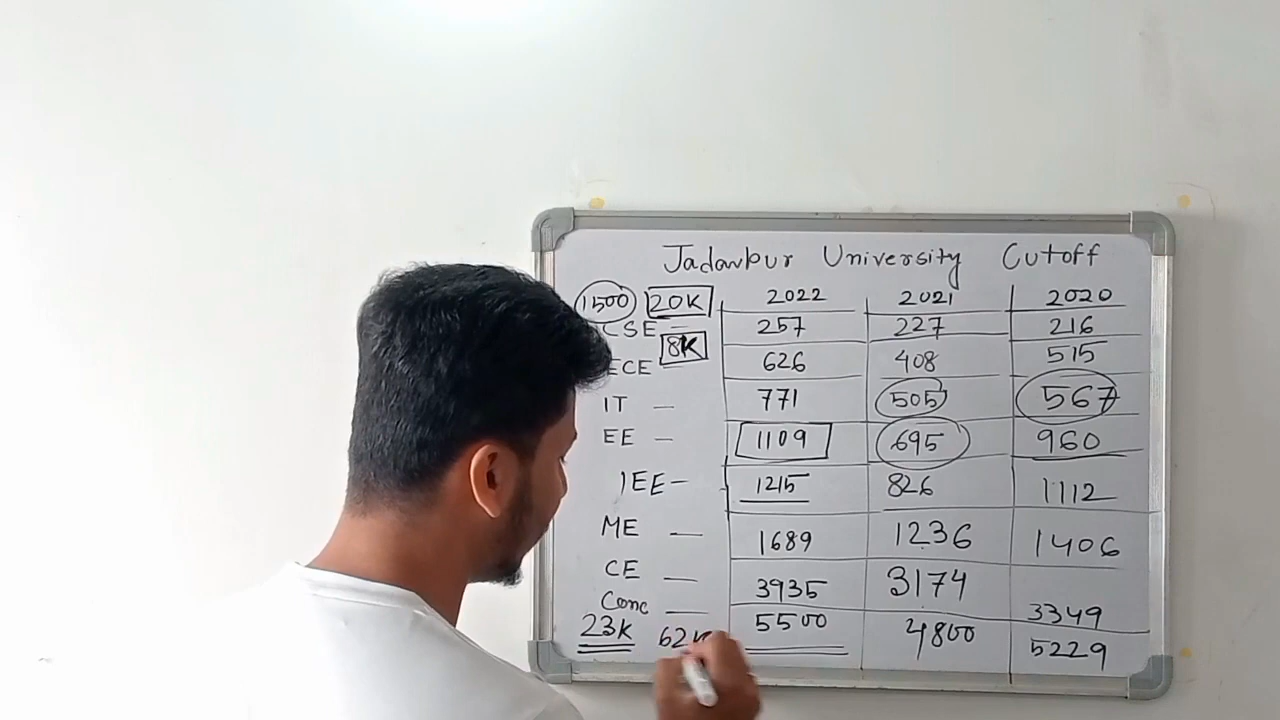 Jadavpur University Cutoff
1500 20K 2022 2021 2020
CSE — 257 227 216
8K
ECE 626 408 515
IT — 771 505 567
EE — 1109 695 960
IEE — 1215 826 1112
ME — 1689 1236 1406
CE — 3935 3174 3349
Conc — 5500 4800 5229
23K